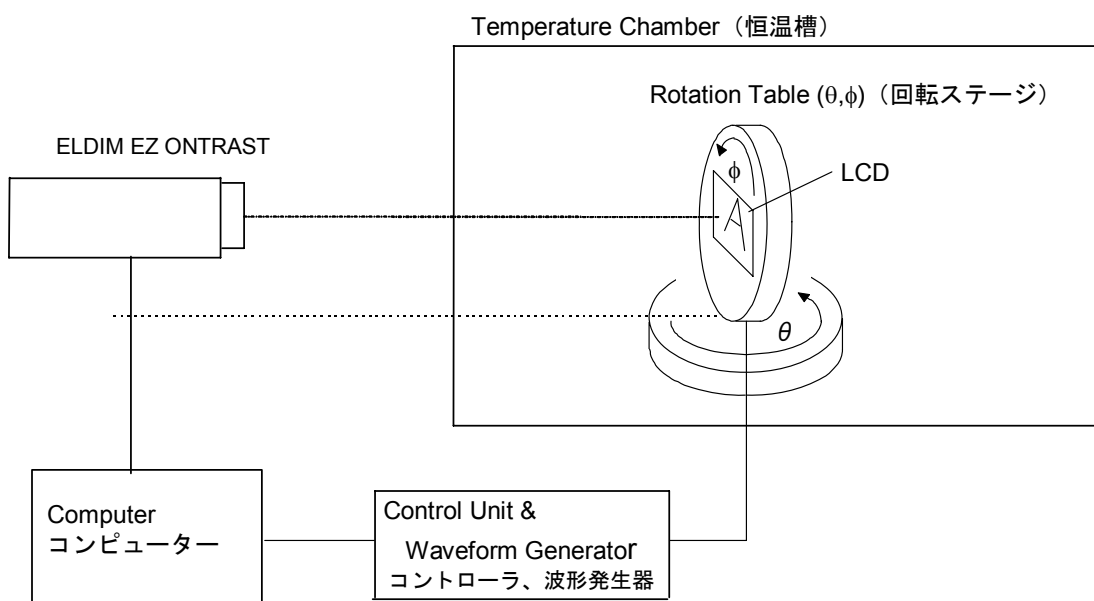 Temperature Chamber（恒温槽）
Rotation Table (θ,ϕ)（回転ステージ）
ELDIM EZ ONTRAST
ϕ
LCD
A
θ
Computer
コンピューター
Control Unit &
Waveform Generator
コントローラ、波形発生器